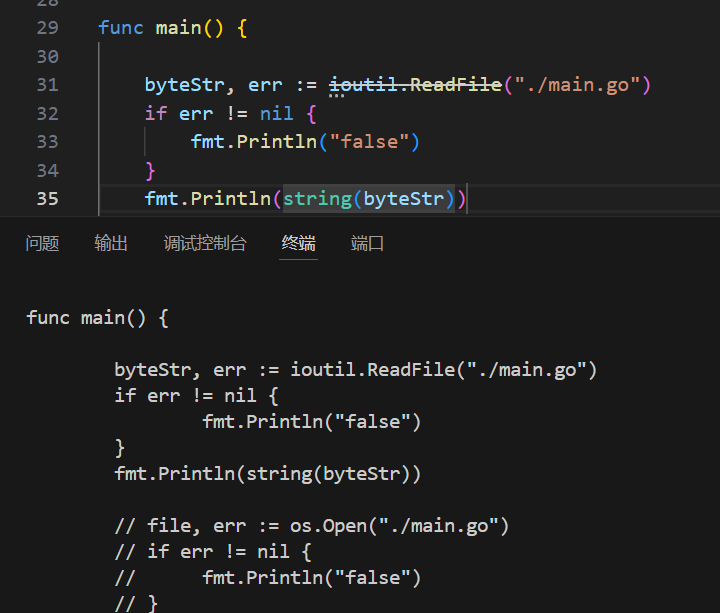 28
29 func main() {
30
31 byteStr, err := ioutil.ReadFile("./main.go")
32 if err != nil {
33 fmt.Println("false")
34 }
35 fmt.Println(string(byteStr))
问题 输出 调试控制台 终端 端口
func main() {
byteStr, err := ioutil.ReadFile("./main.go")
if err != nil {
fmt.Println("false")
}
fmt.Println(string(byteStr))
// file, err := os.Open("./main.go")
// if err != nil {
// fmt.Println("false")
// }